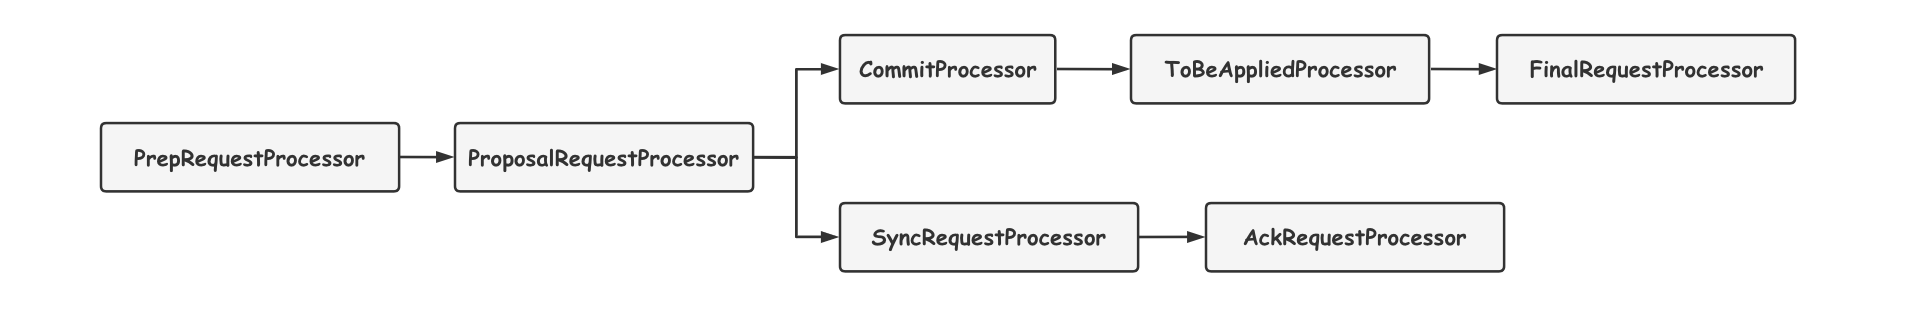 PrepRequestProcessor
ProposalRequestProcessor
CommitProcessor
ToBeAppliedProcessor
FinalRequestProcessor
SyncRequestProcessor
AckRequestProcessor